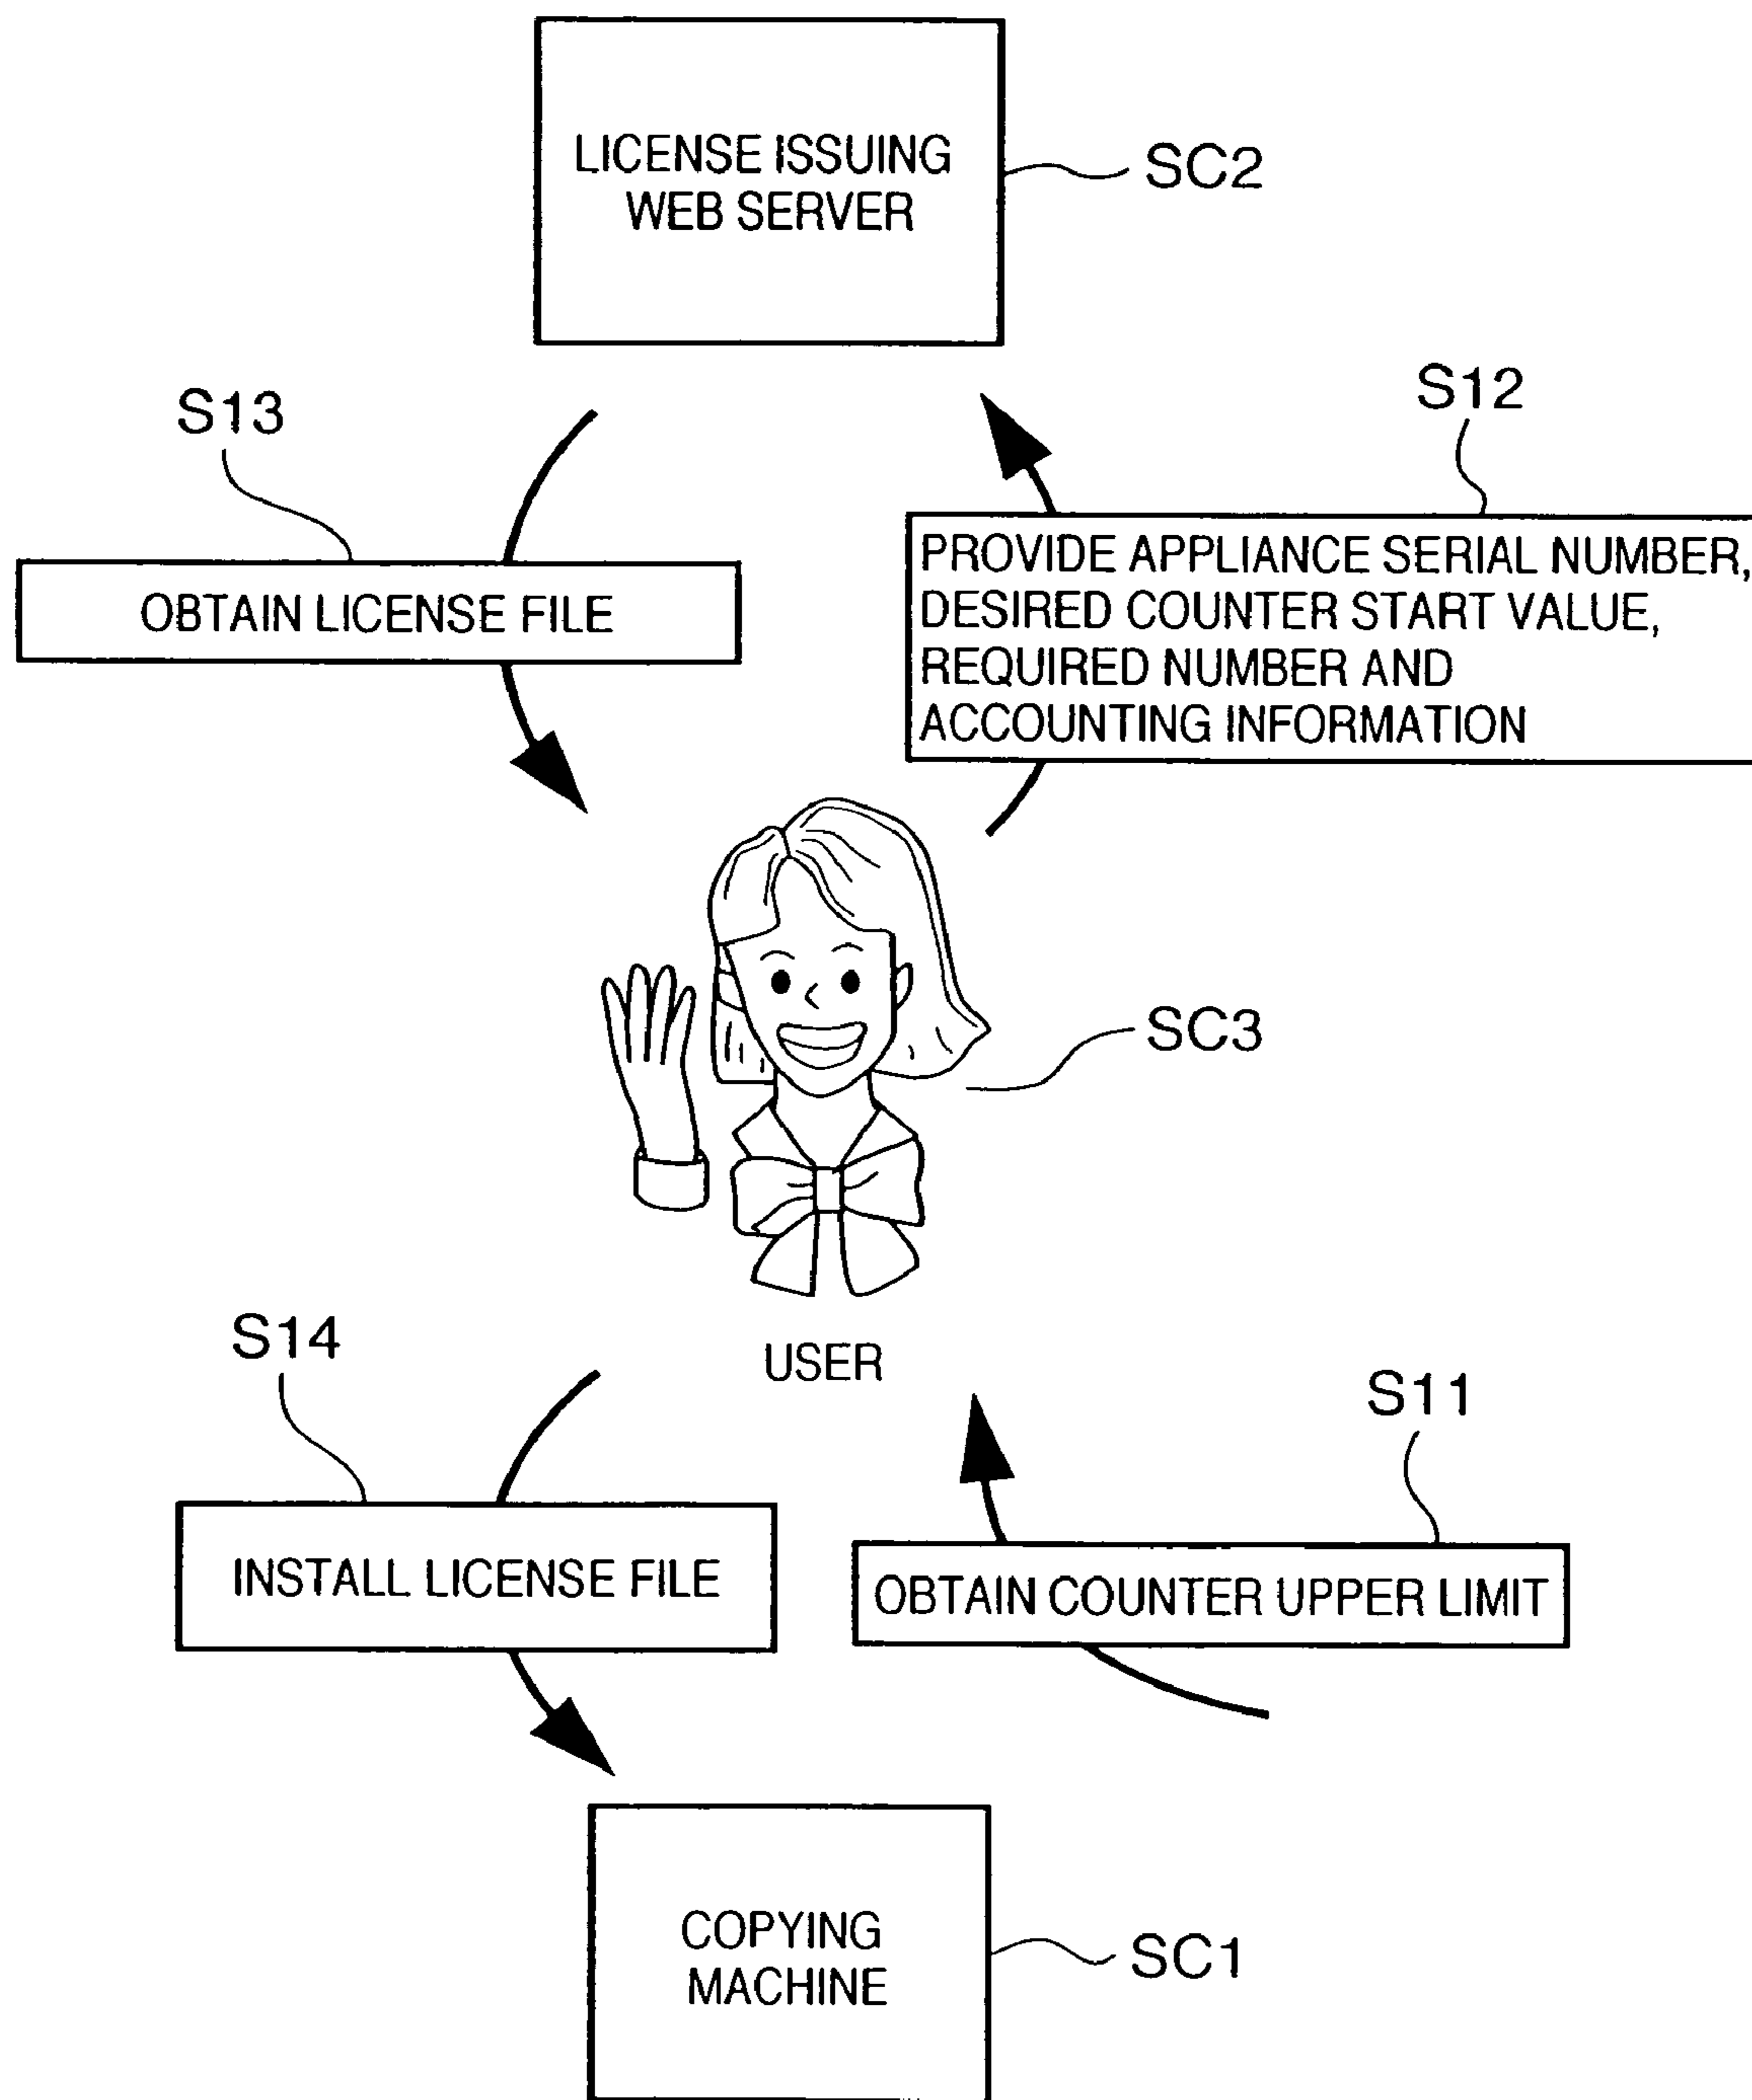 LICENSE ISSUING
WEB SERVER
SC2
S13
S12
OBTAIN LICENSE FILE
PROVIDE APPLIANCE SERIAL NUMBER,
DESIRED COUNTER START VALUE,
REQUIRED NUMBER AND
ACCOUNTING INFORMATION
SC3
USER
S14
S11
INSTALL LICENSE FILE
OBTAIN COUNTER UPPER LIMIT
COPYING
MACHINE
SC1